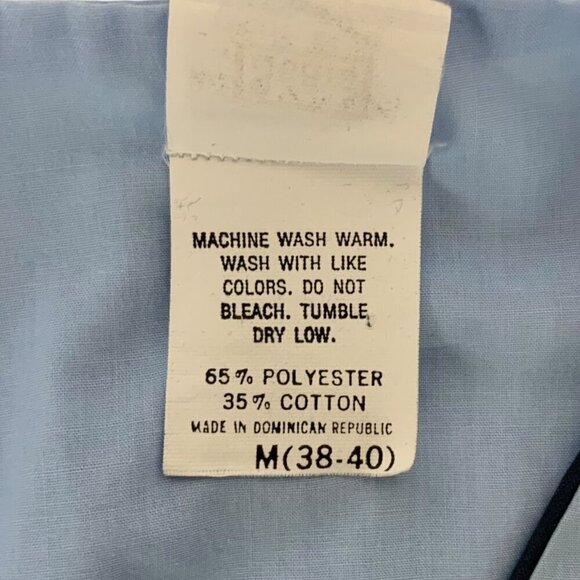 MACHINE WASH WARM.
WASH WITH LIKE
COLORS. DO NOT
BLEACH. TUMBLE
DRY LOW.
65% POLYESTER
35% COTTON
MADE IN DOMINICAN REPUBLIC
M(38-40)